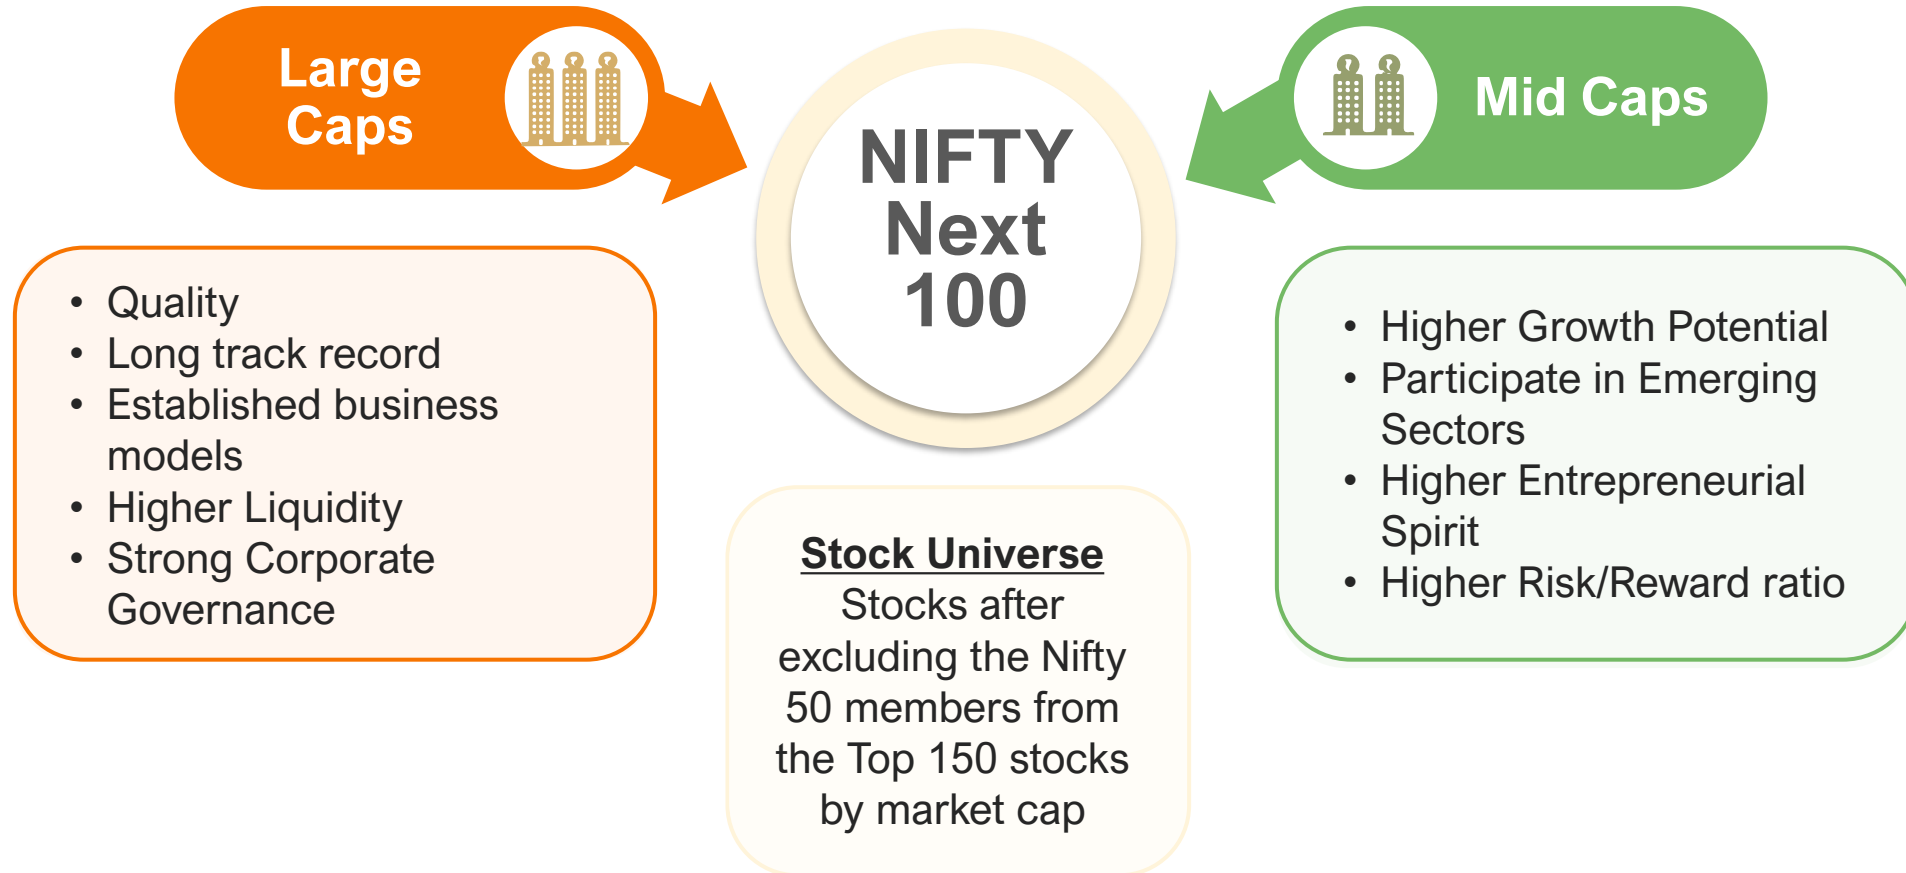 Large
Caps
• Quality
• Long track record
• Established business
models
• Higher Liquidity
• Strong Corporate
Governance
NIFTY
Next
100
Stock Universe
Stocks after
excluding the Nifty
50 members from
the Top 150 stocks
by market cap
Mid Caps
• Higher Growth Potential
• Participate in Emerging
Sectors
• Higher Entrepreneurial
Spirit
• Higher Risk/Reward ratio